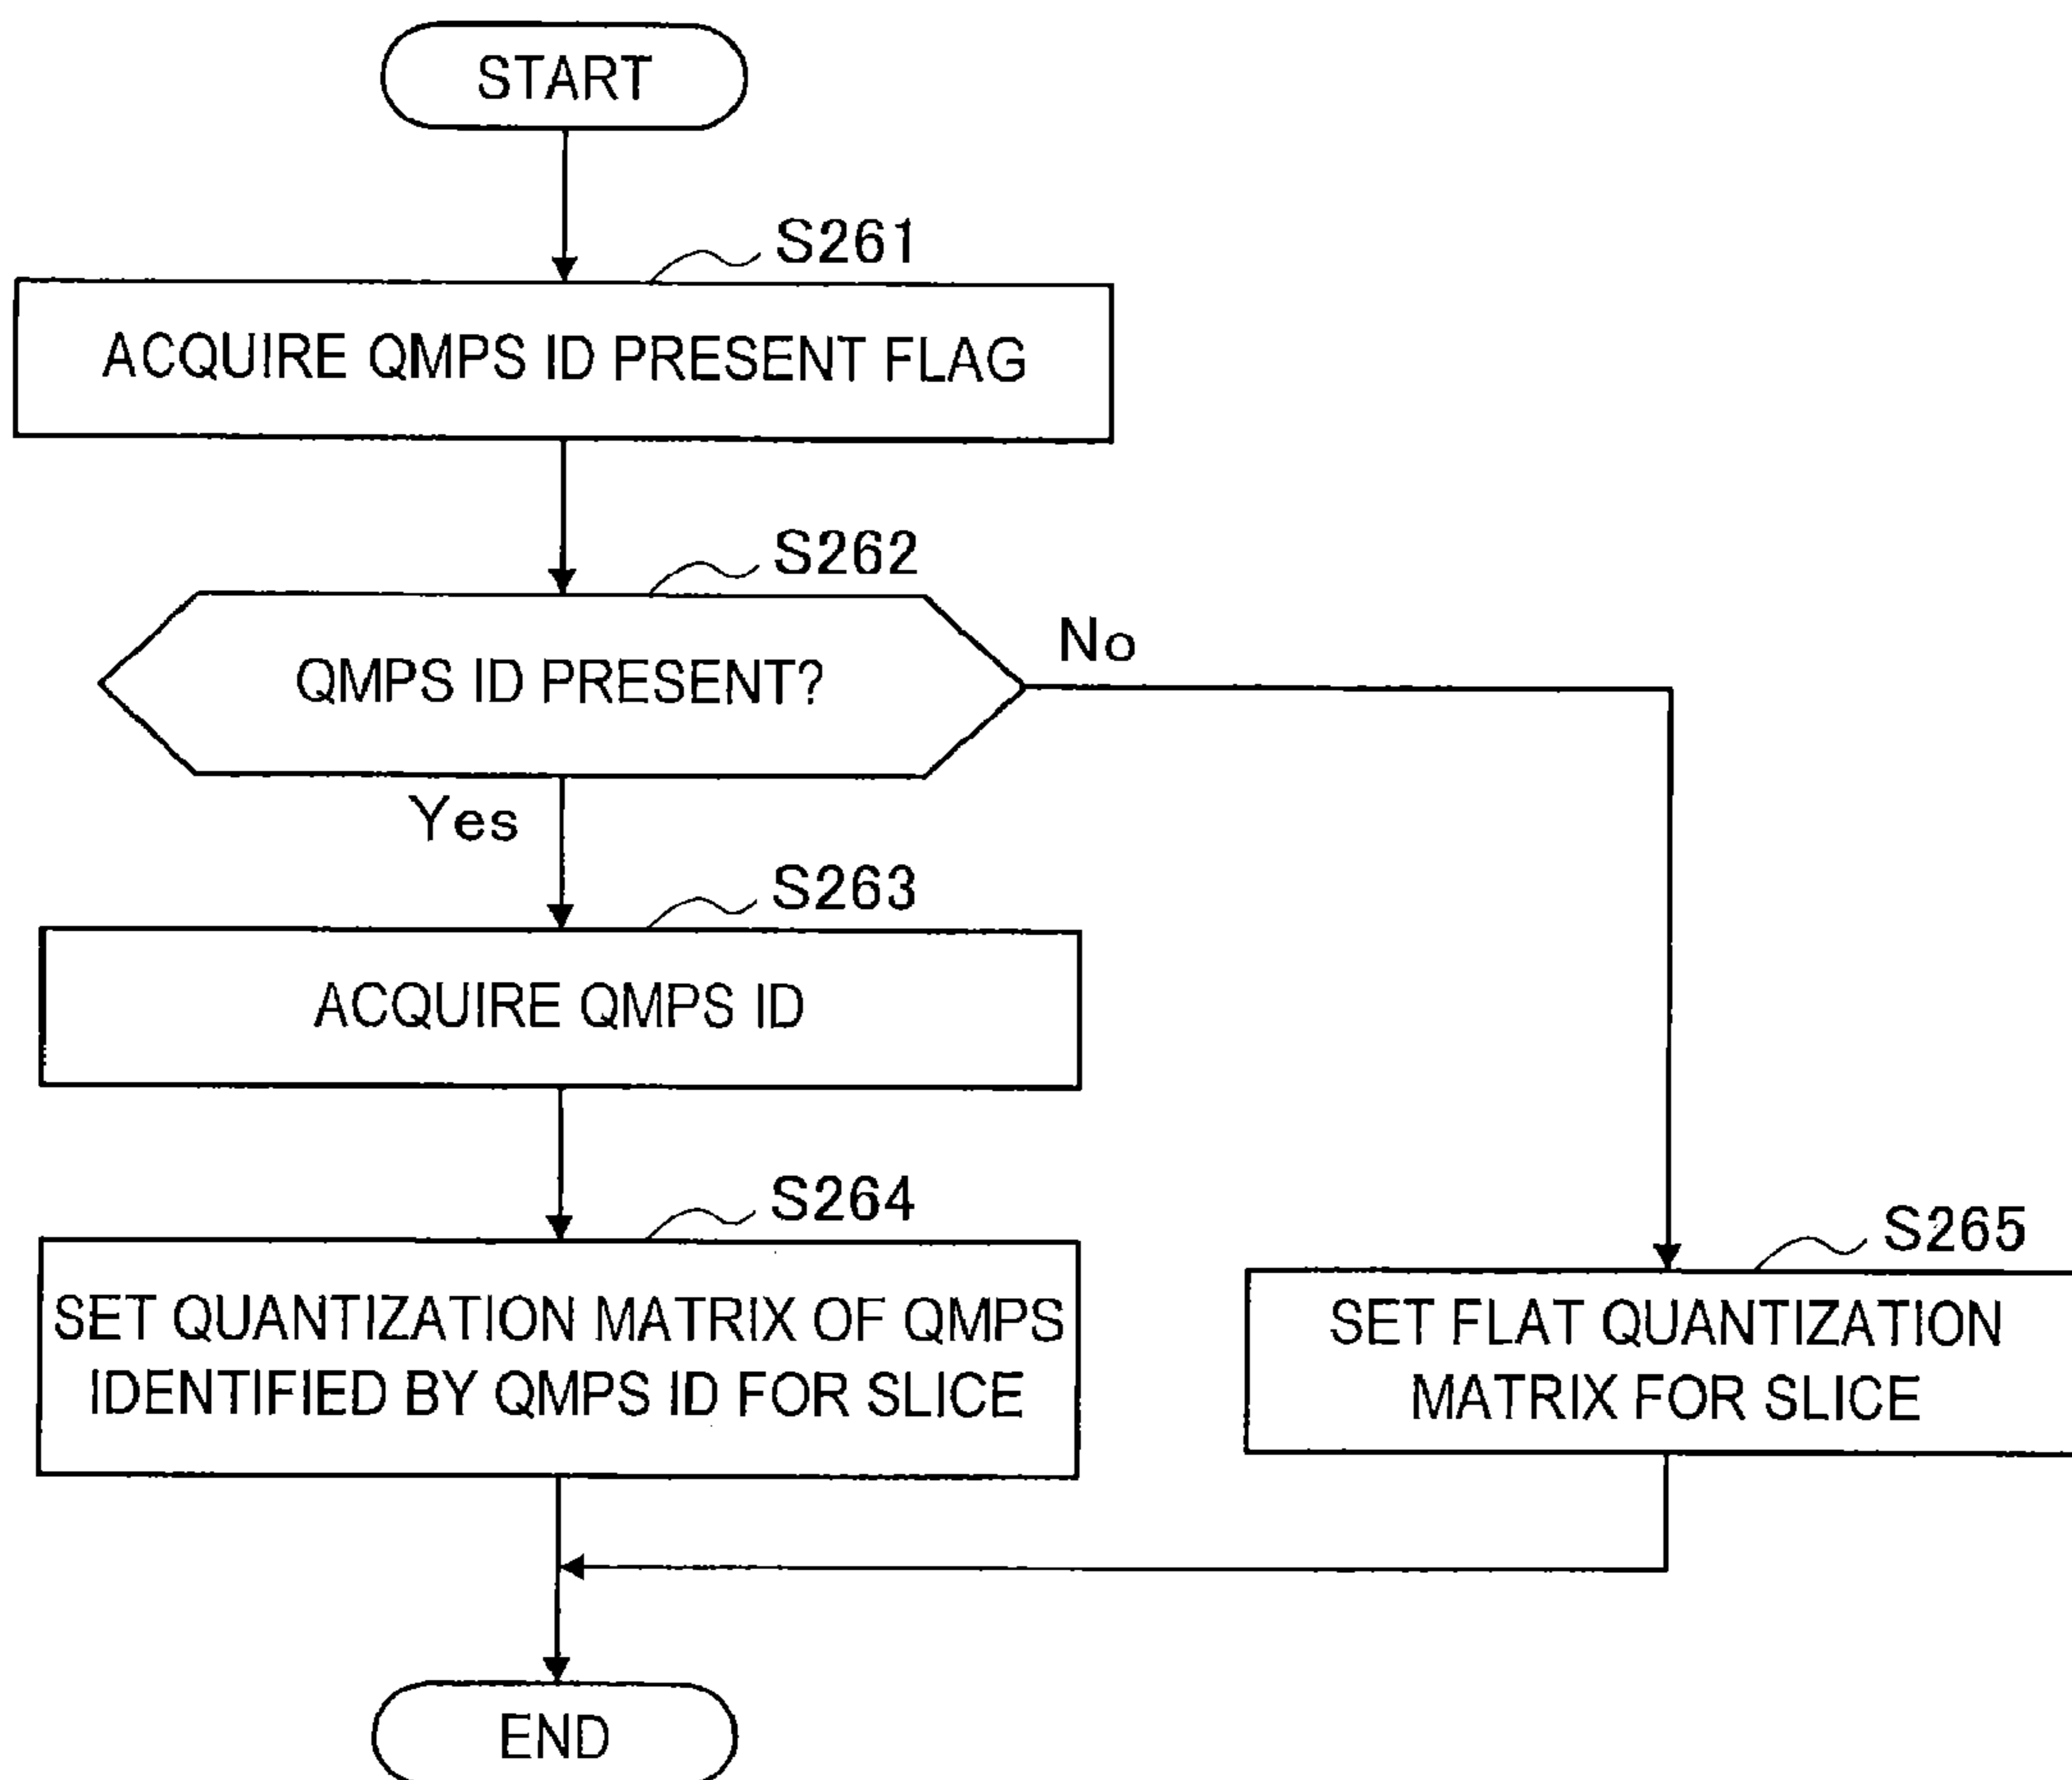 START
S261
ACQUIRE QMPS ID PRESENT FLAG
S262
QMPS ID PRESENT?
No
Yes
S263
ACQUIRE QMPS ID
S264
SET QUANTIZATION MATRIX OF QMPS
IDENTIFIED BY QMPS ID FOR SLICE
S265
SET FLAT QUANTIZATION
MATRIX FOR SLICE
END